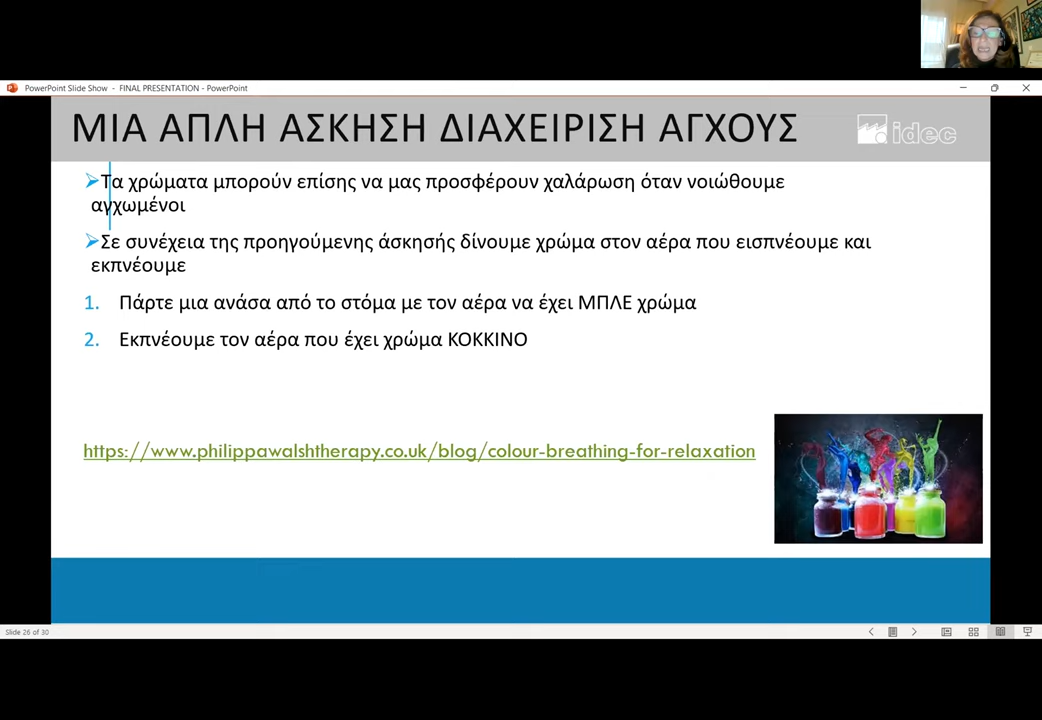 PowerPoint Slide Show - FINAL PRESENTATION - PowerPoint
ΜΙΑ ΑΠΛΗ ΑΣΚΗΣΗ ΔΙΑΧΕΙΡΙΣΗ ΑΓΧΟΥΣ
idec
Τα χρώματα μπορούν επίσης να μας προσφέρουν χαλάρωση όταν νοιώθουμε
αγχωμένοι
Σε συνέχεια της προηγούμενης άσκησής δίνουμε χρώμα στον αέρα που εισπνέουμε και
εκπνέουμε
1. Πάρτε μια ανάσα από το στόμα με τον αέρα να έχει ΜΠΛΕ χρώμα
2. Εκπνέουμε τον αέρα που έχει χρώμα ΚΟΚΚΙΝΟ
https://www.philippawalshtherapy.co.uk/blog/colour-breathing-for-relaxation
Slide 26 of 30